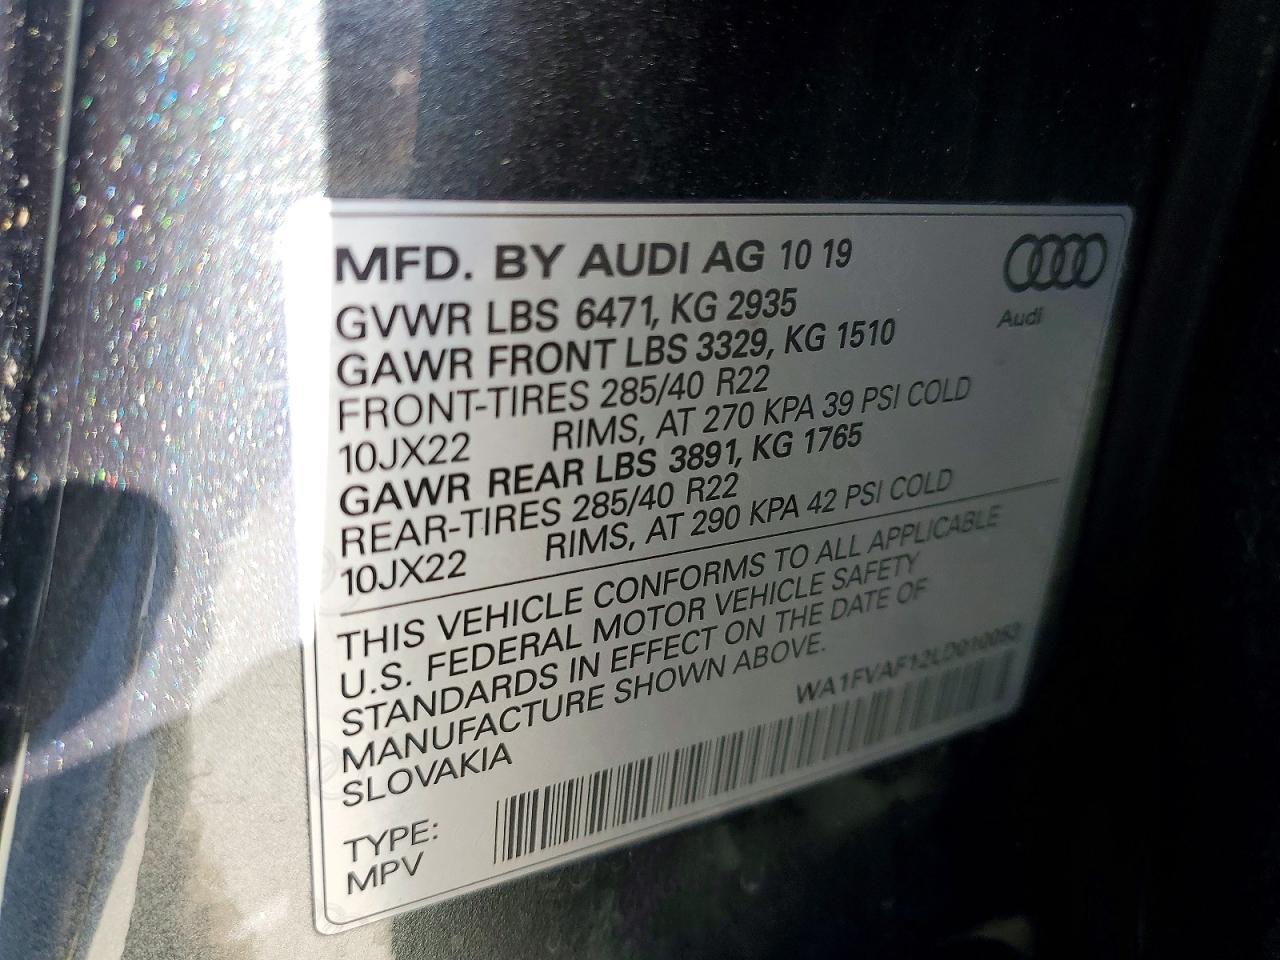 MFD. BY AUDI AG 10 19
GVWR LBS 6471, KG 2935
GAWR FRONT LBS 3329, KG 1510
FRONT-TIRES 285/40 R22
10JX22 RIMS, AT 270 KPA 39 PSI COLD
GAWR REAR LBS 3891, KG 1765
REAR-TIRES 285/40 R22
10JX22 RIMS, AT 290 KPA 42 PSI COLD
THIS VEHICLE CONFORMS TO ALL APPLICABLE
U.S. FEDERAL MOTOR VEHICLE SAFETY
STANDARDS IN EFFECT ON THE DATE OF
MANUFACTURE SHOWN ABOVE.
SLOVAKIA
WA1FVAF12LD010053
TYPE:
MPV
Audi